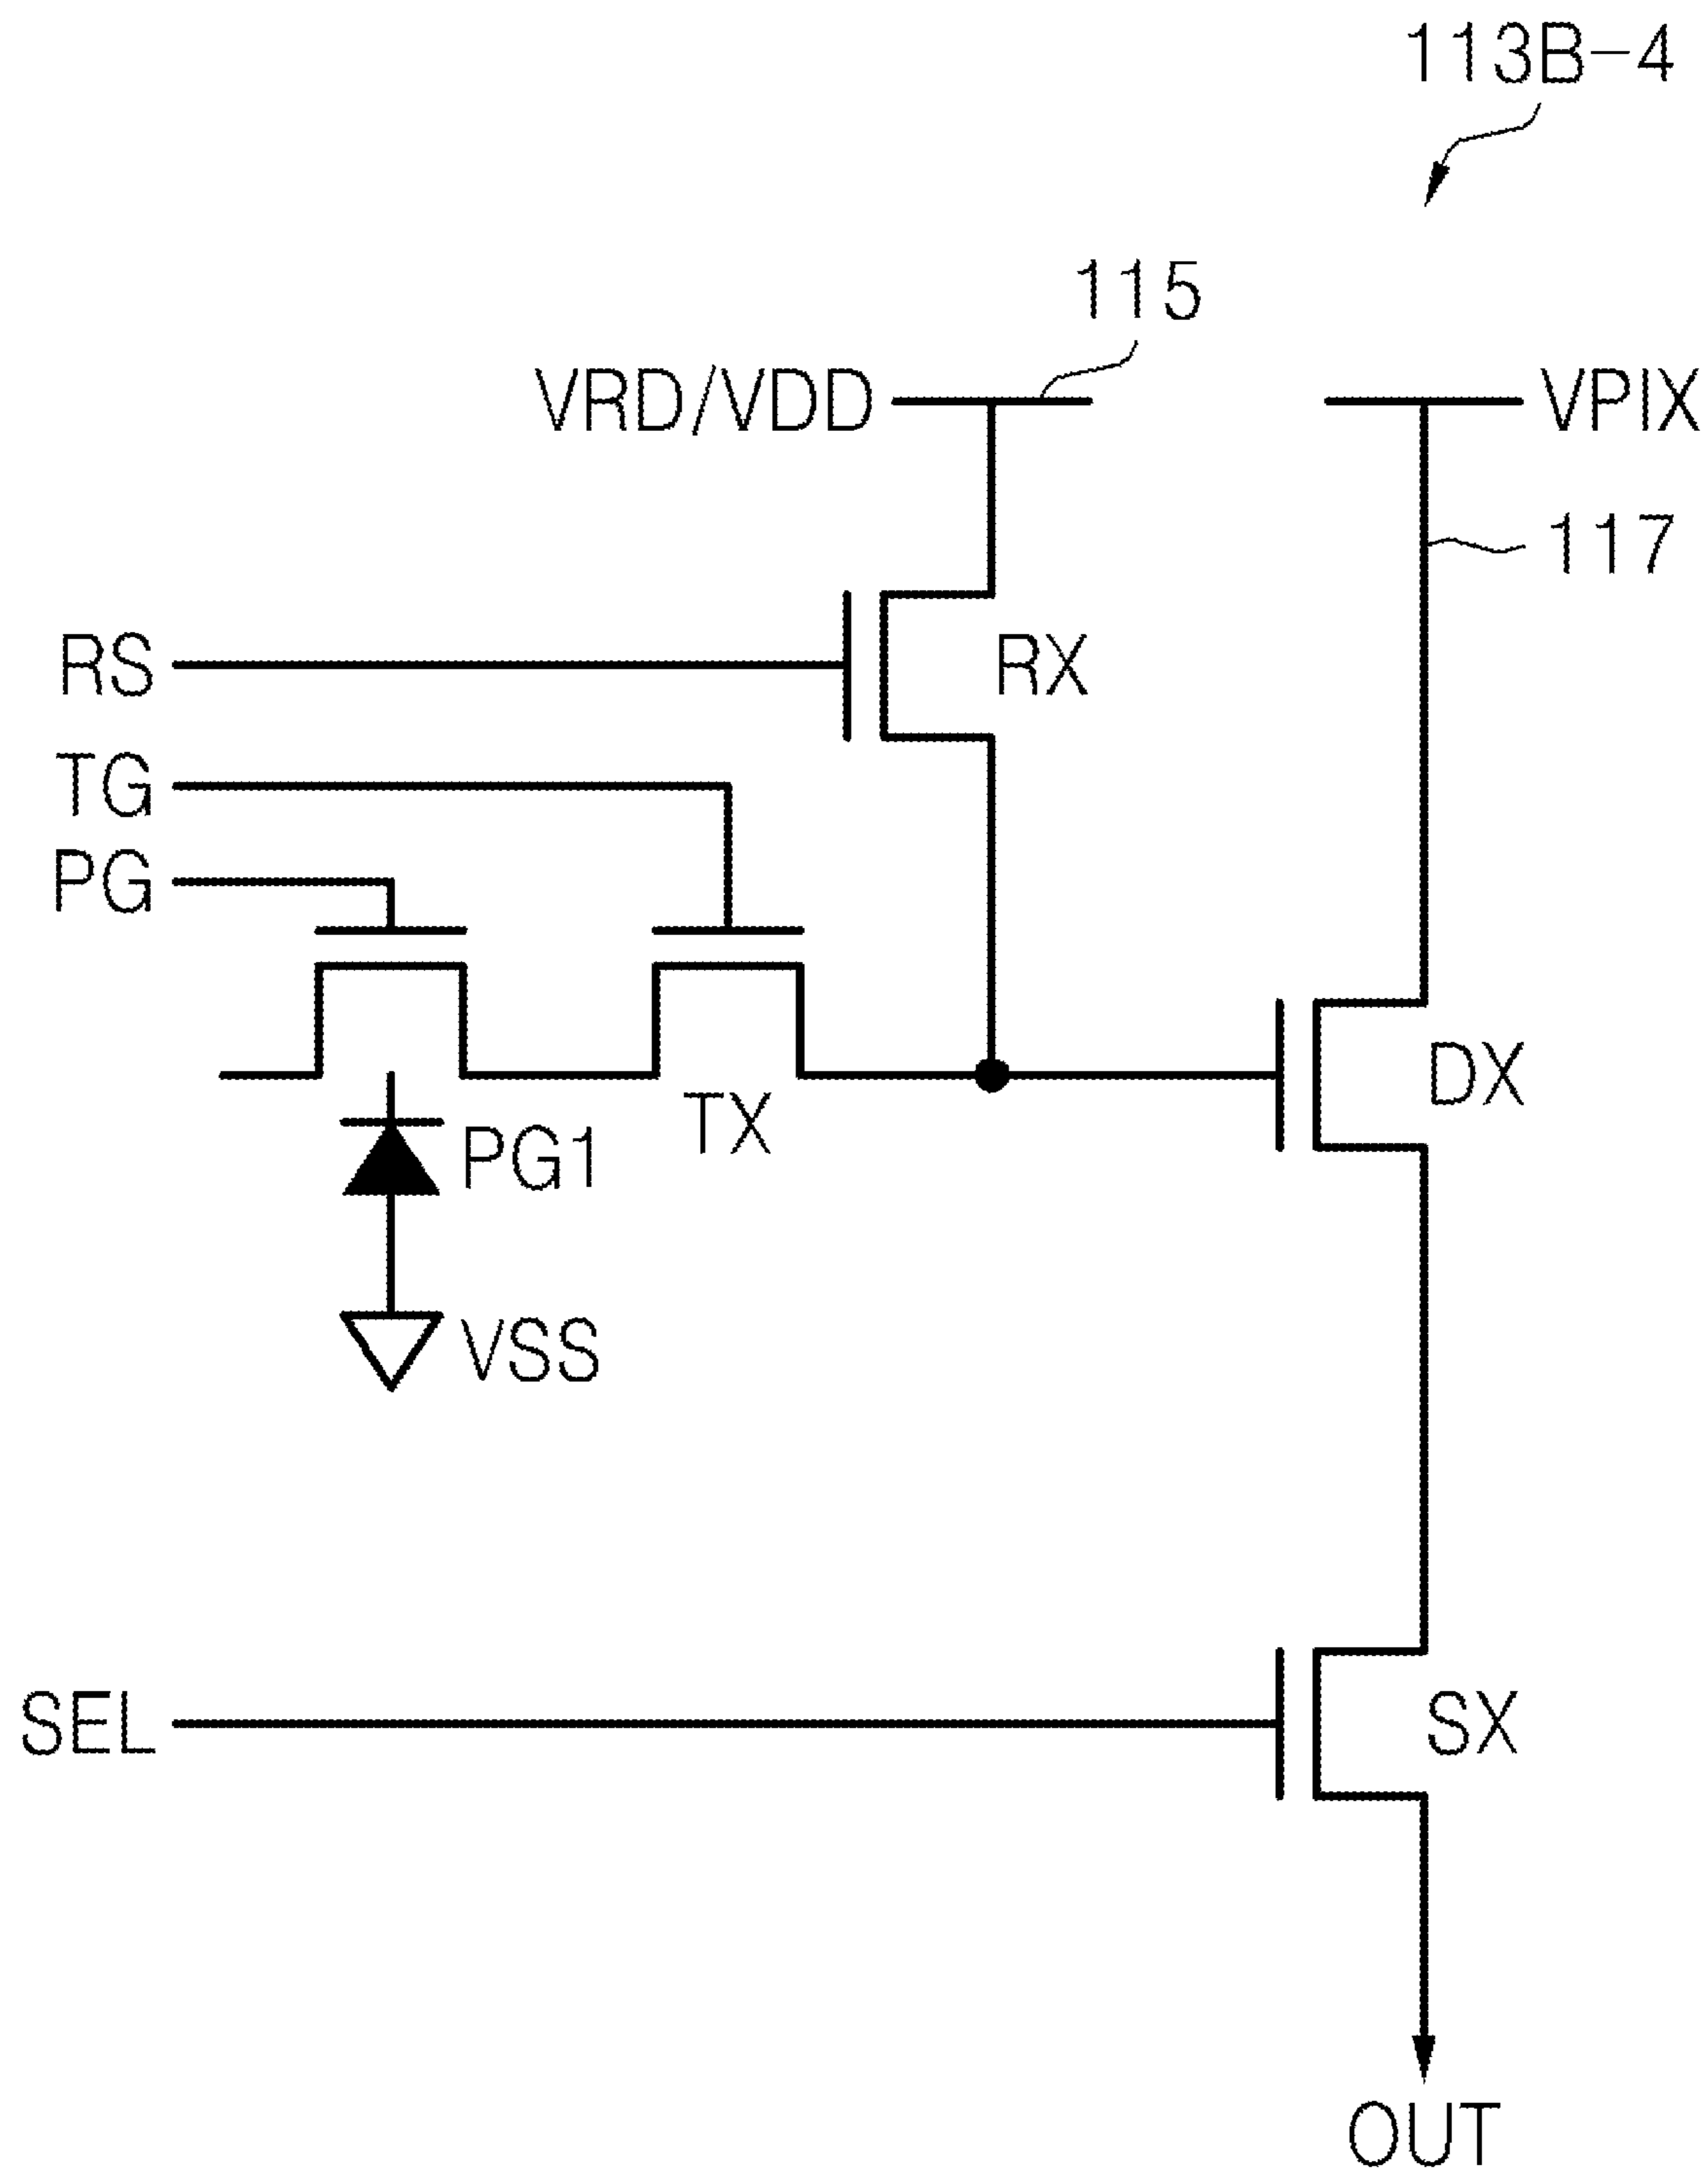 113B-4
115
VRD/VDD
VPIX
117
RS
RX
TG
PG
DX
TX
PG1
VSS
SEL
SX
OUT